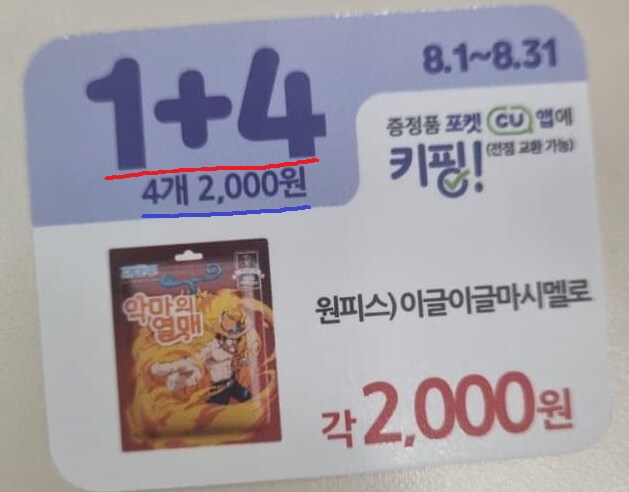 1+4
4개 2,000원
8.1~8.31
증정품 포켓 CU 앱에
키핑! (전점 교환 가능)
악마의
열매
원피스)이글이글마시멜로
각 2,000원